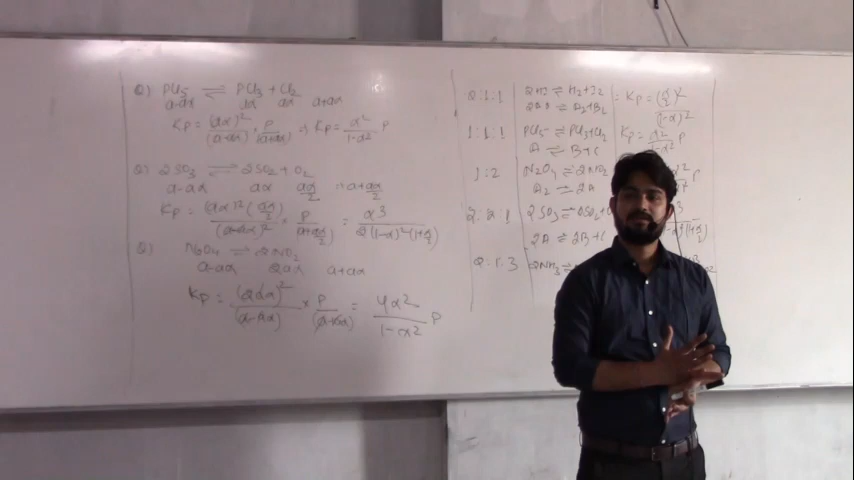 Q) PCl5 ⇌ PCl3 + Cl2
a-aα aα aα a+aα
Kp = (aα)² / (a-aα) × P / (a+aα) ⇒ Kp = α² / 1-α² P
Q) 2SO3 ⇌ 2SO2 + O2
a-aα aα aα/2 a+aα/2
Kp = (aα)² (aα/2) / (a-aα)² × P / (a+aα/2) = α3 / 2(1-α)² (1+α/2)
Q) N2O4 ⇌ 2NO2
a-aα 2aα a+aα
Kp = (2aα)² / (a-aα) × P / (a+aα) = 4α2 / 1-α2 P
2:1:1 2HI ⇌ H2+I2 = Kp = (α/2)² / (1-α)2
2AB ⇌ A2+B2
1:1:1 PCl5 ⇌ PCl3+Cl2 Kp = α2 / 1-α2 P
A ⇌ B+C
1:2 N2O4 ⇌ 2NO2
A2 ⇌ 2A
2:2:1 2SO3 ⇌ 2SO2+
2A ⇌ 2B+C
2:1:3 2NH3 ⇌